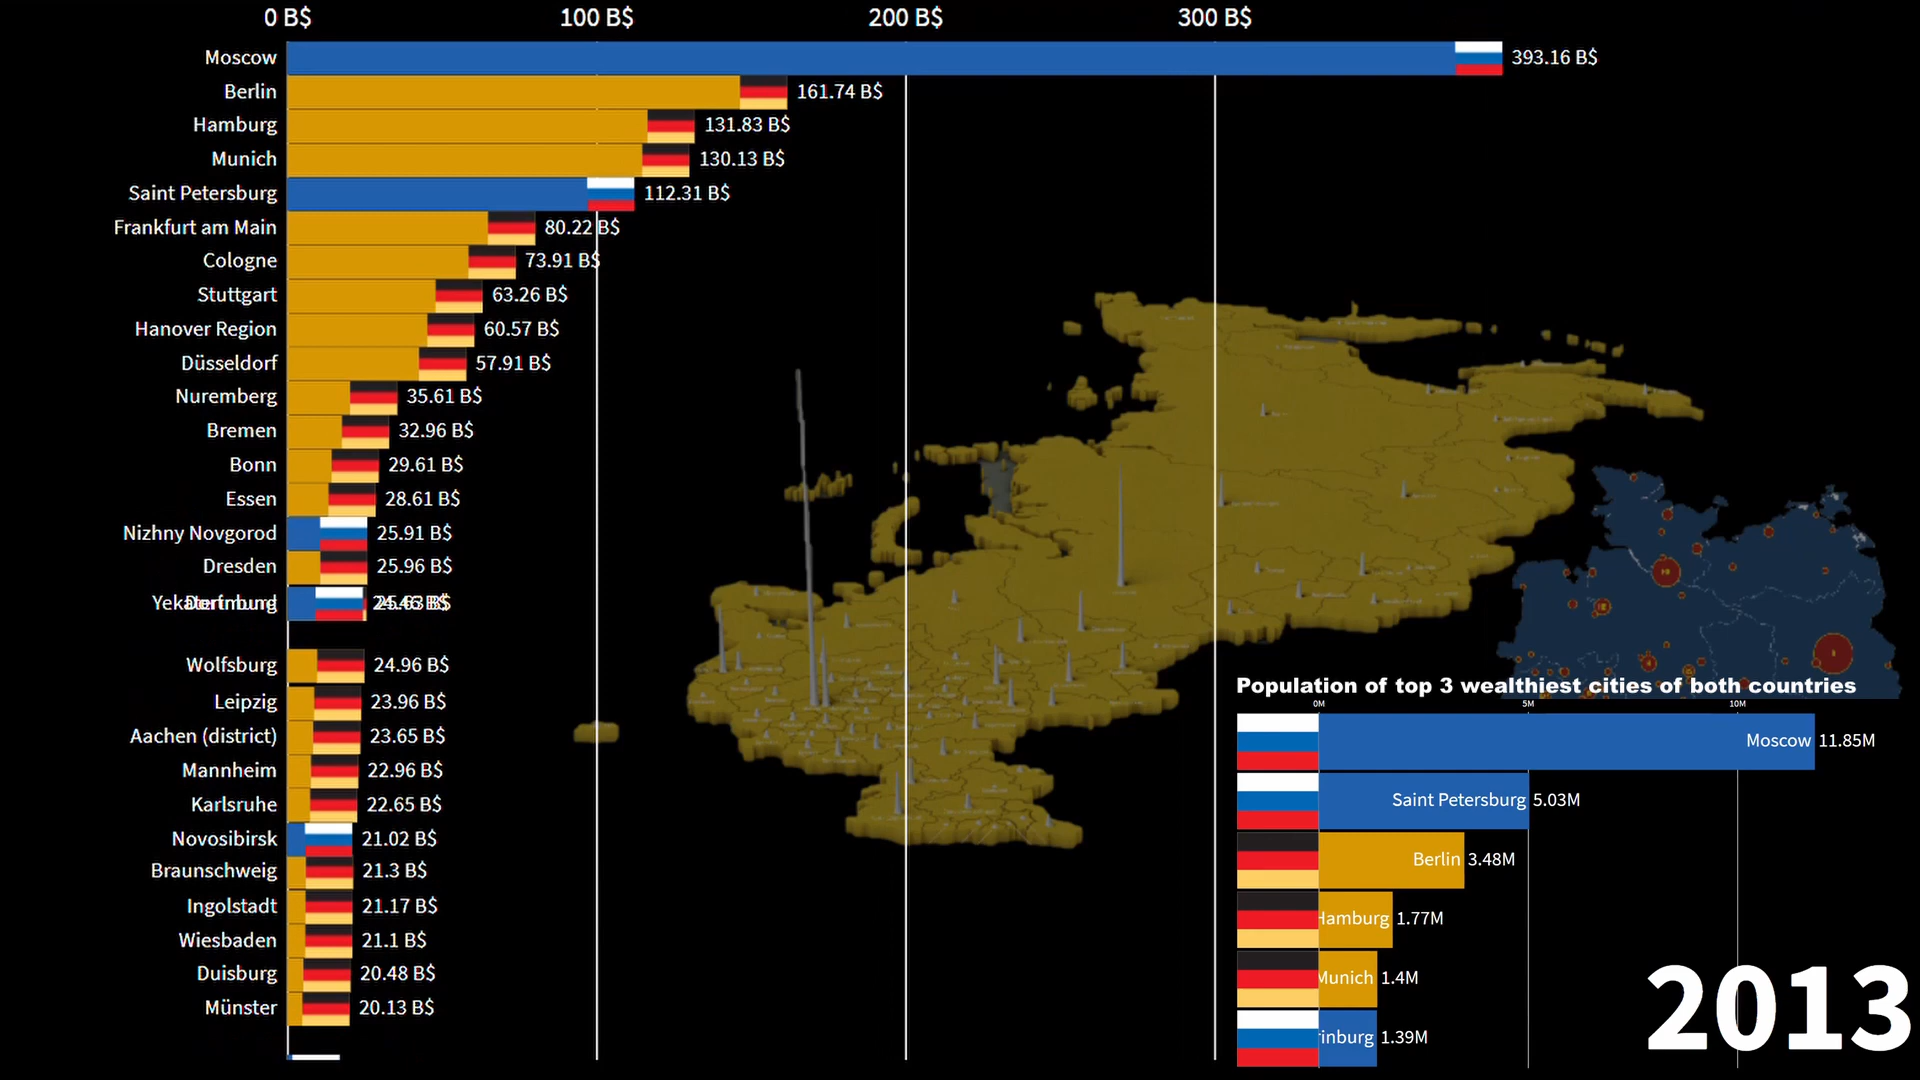 0 B$ 100 B$ 200 B$ 300 B$
Moscow 393.16 B$
Berlin 161.74 B$
Hamburg 131.83 B$
Munich 130.13 B$
Saint Petersburg 112.31 B$
Frankfurt am Main 80.22 B$
Cologne 73.91 B$
Stuttgart 63.26 B$
Hanover Region 60.57 B$
Düsseldorf 57.91 B$
Nuremberg 35.61 B$
Bremen 32.96 B$
Bonn 29.61 B$
Essen 28.61 B$
Nizhny Novgorod 25.91 B$
Dresden 25.96 B$
Wolfsburg 24.96 B$
Leipzig 23.96 B$
Aachen (district) 23.65 B$
Mannheim 22.96 B$
Karlsruhe 22.65 B$
Novosibirsk 21.02 B$
Braunschweig 21.3 B$
Ingolstadt 21.17 B$
Wiesbaden 21.1 B$
Duisburg 20.48 B$
Münster 20.13 B$
Population of top 3 wealthiest cities of both countries
0M 5M 10M
Moscow 11.85M
Saint Petersburg 5.03M
Berlin 3.48M
Hamburg 1.77M
Munich 1.4M
rinburg 1.39M
2013